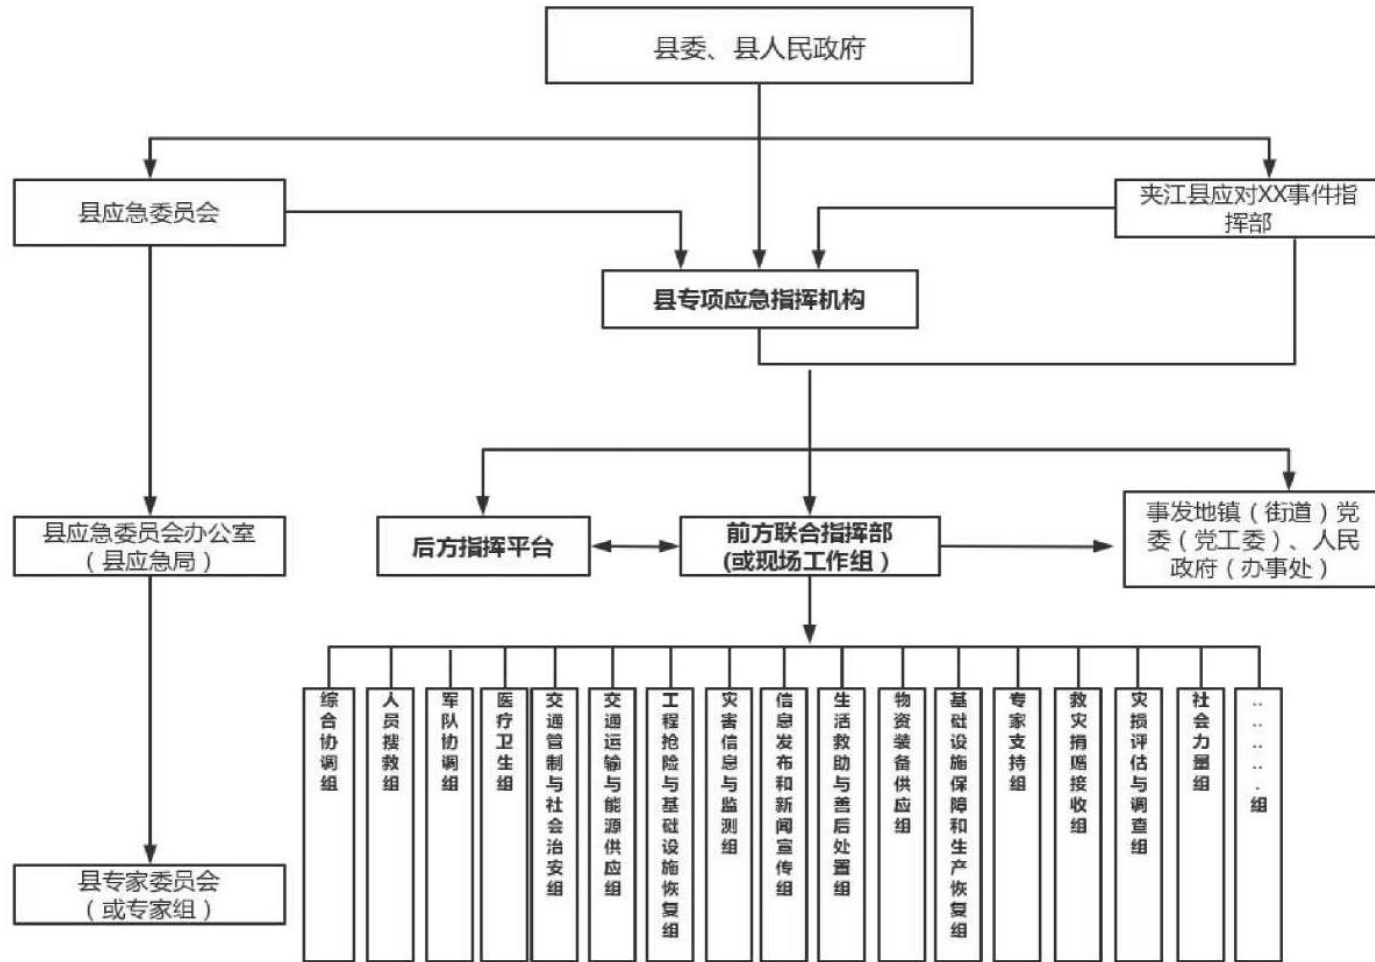 县委、县人民政府
县应急委员会
夹江县应对XX事件指
挥部
县专项应急指挥机构
县应急委员会办公室
（县应急局）
后方指挥平台
前方联合指挥部
(或现场工作组）
事发地镇（街道）党
委（党工委）、人民
政府（办事处）
综合协调组
人员搜救组
军队协调组
医疗卫生组
交通管制与社会治安组
交通运输与能源供应组
工程抢险与基础设施恢复组
灾害信息与监测组
信息发布和新闻宣传组
生活救助与善后处置组
物资装备供应组
基础设施保障和生产恢复组
专家支持组
救灾捐赠接收组
灾损评估与调查组
社会力量组
.........组
县专家委员会
（或专家组）